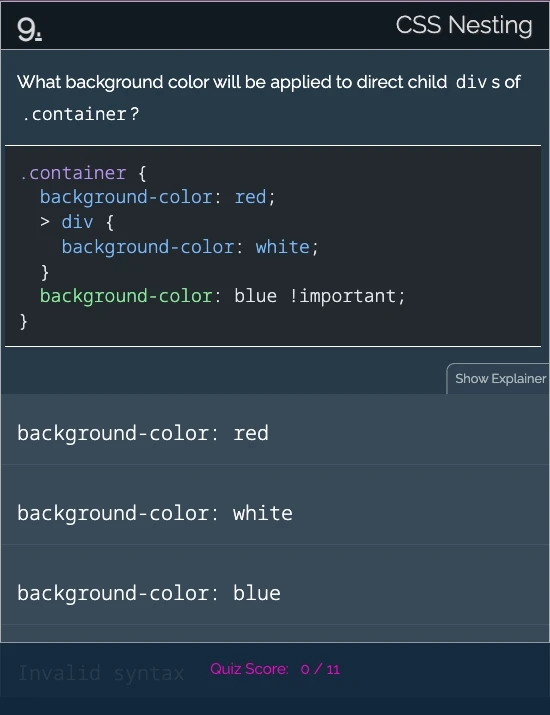 9.
CSS Nesting
What background color will be applied to direct child div s of
.container?
.container {
  background-color: red;
  > div {
    background-color: white;
  }
  background-color: blue !important;
}
Show Explainer
background-color: red
background-color: white
background-color: blue
Invalid syntax
Quiz Score: 0 / 11